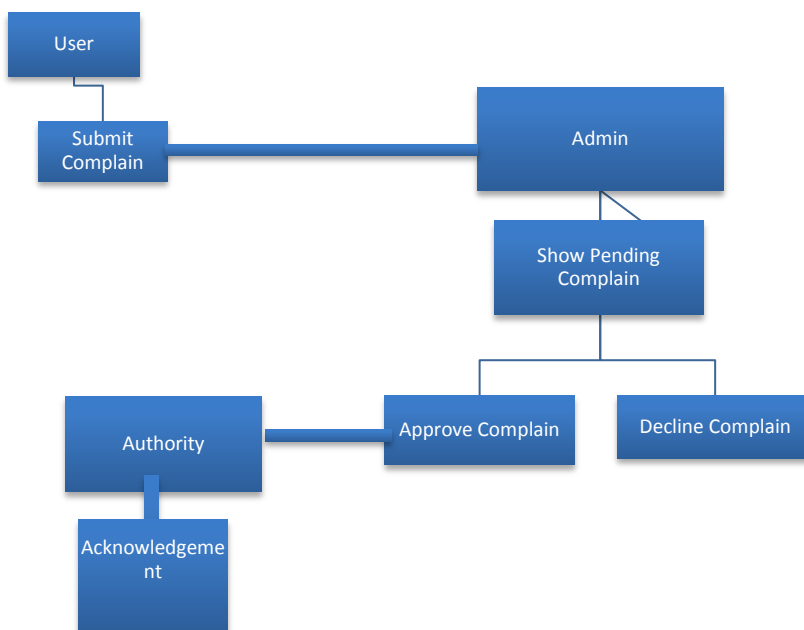 User
Submit
Complain
Admin
Show Pending
Complain
Approve Complain
Decline Complain
Authority
Acknowledgeme
nt